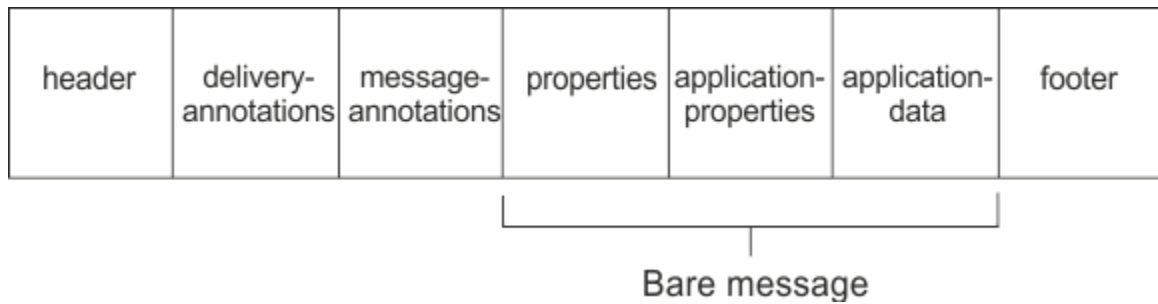 header
delivery-
annotations
message-
annotations
properties
application-
properties
application-
data
footer
Bare message